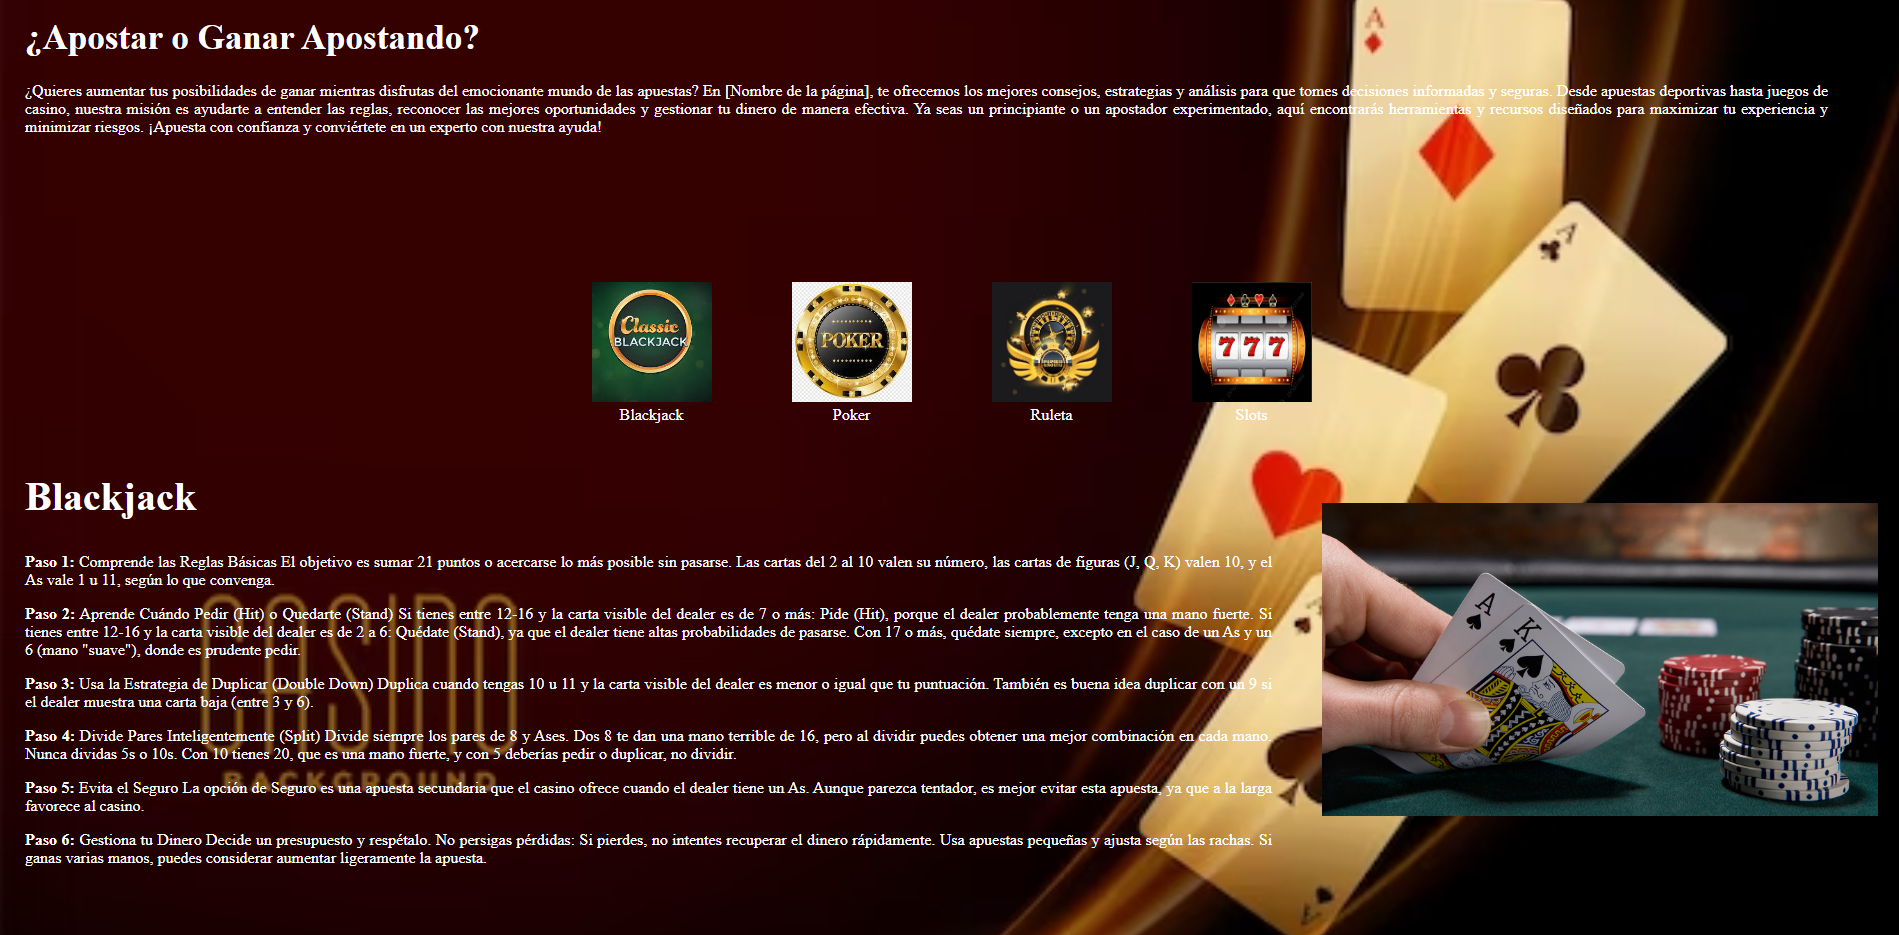 ¿Apostar o Ganar Apostando?
¿Quieres aumentar tus posibilidades de ganar mientras disfrutas del emocionante mundo de las apuestas? En [Nombre de la página], te ofrecemos los mejores consejos, estrategias y análisis para que tomes decisiones informadas y seguras. Desde apuestas deportivas hasta juegos de
casino, nuestra misión es ayudarte a entender las reglas, reconocer las mejores oportunidades y gestionar tu dinero de manera efectiva. Ya seas un principiante o un apostador experimentado, aquí encontrarás herramientas y recursos diseñados para maximizar tu experiencia y
minimizar riesgos. ¡Apuesta con confianza y conviértete en un experto con nuestra ayuda!
A
A
Classic
BLACKJACK
POKER
777
Blackjack
Poker
Ruleta
Slots
Blackjack
Paso 1: Comprende las Reglas Básicas El objetivo es sumar 21 puntos o acercarse lo más posible sin pasarse. Las cartas del 2 al 10 valen su número, las cartas de figuras (J, Q, K) valen 10, y el
As vale 1 u 11, según lo que convenga.
Paso 2: Aprende Cuándo Pedir (Hit) o Quedarte (Stand) Si tienes entre 12-16 y la carta visible del dealer es de 7 o más: Pide (Hit), porque el dealer probablemente tenga una mano fuerte. Si
tienes entre 12-16 y la carta visible del dealer es de 2 a 6: Quédate (Stand), ya que el dealer tiene altas probabilidades de pasarse. Con 17 o más, quédate siempre, excepto en el caso de un As y un
6 (mano "suave"), donde es prudente pedir.
Paso 3: Usa la Estrategia de Duplicar (Double Down) Duplica cuando tengas 10 u 11 y la carta visible del dealer es menor o igual que tu puntuación. También es buena idea duplicar con un 9 si
el dealer muestra una carta baja (entre 3 y 6).
Paso 4: Divide Pares Inteligentemente (Split) Divide siempre los pares de 8 y Ases. Dos 8 te dan una mano terrible de 16, pero al dividir puedes obtener una mejor combinación en cada mano.
Nunca dividas 5s o 10s. Con 10 tienes 20, que es una mano fuerte, y con 5 deberías pedir o duplicar, no dividir.
Paso 5: Evita el Seguro La opción de Seguro es una apuesta secundaria que el casino ofrece cuando el dealer tiene un As. Aunque parezca tentador, es mejor evitar esta apuesta, ya que a la larga
favorece al casino.
Paso 6: Gestiona tu Dinero Decide un presupuesto y respétalo. No persigas pérdidas: Si pierdes, no intentes recuperar el dinero rápidamente. Usa apuestas pequeñas y ajusta según las rachas. Si
ganas varias manos, puedes considerar aumentar ligeramente la apuesta.
CASINO
BACKGROUND
A
K